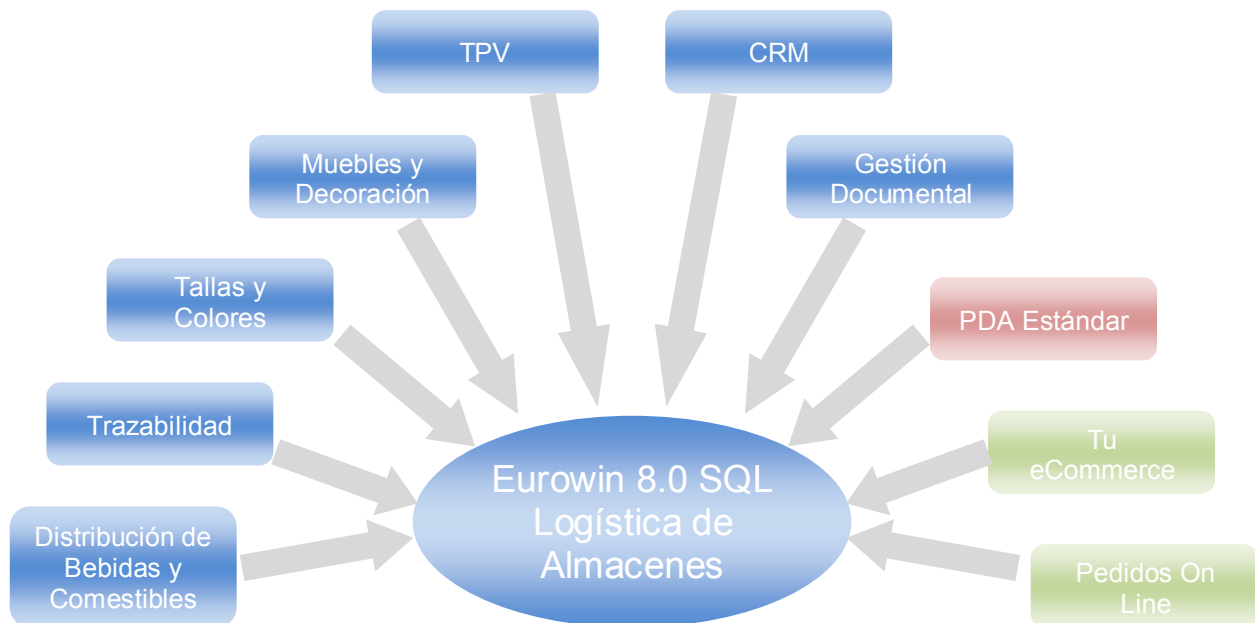 TPV
CRM
Muebles y
Decoración
Gestión
Documental
Tallas y
Colores
PDA Estándar
Trazabilidad
Tu
eCommerce
Eurowin 8.0 SQL
Logística de
Almacenes
Distribución de
Bebidas y
Comestibles
Pedidos On
Line